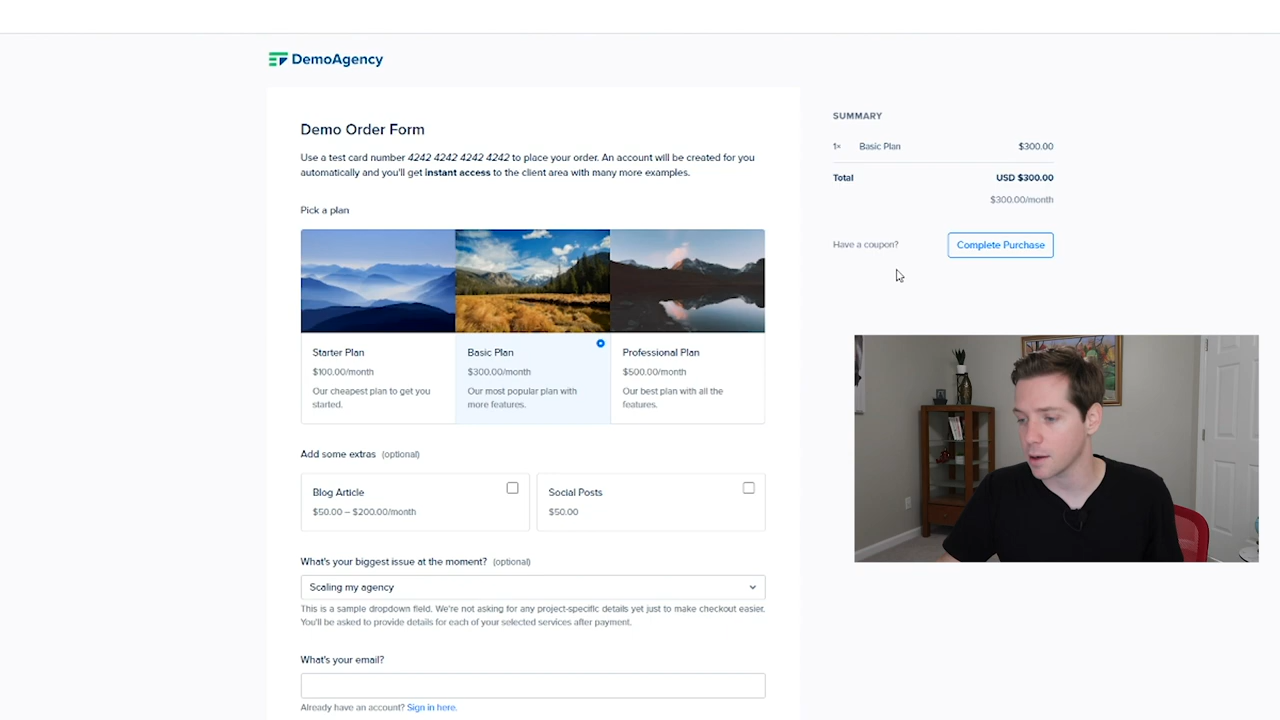 DemoAgency
Demo Order Form
Use a test card number 4242 4242 4242 4242 to place your order. An account will be created for you
automatically and you'll get instant access to the client area with many more examples.
Pick a plan
Starter Plan
$100.00/month
Our cheapest plan to get you
started.
Basic Plan
$300.00/month
Our most popular plan with
more features.
Professional Plan
$500.00/month
Our best plan with all the
features.
Add some extras (optional)
Blog Article
$50.00 – $200.00/month
Social Posts
$50.00
What's your biggest issue at the moment? (optional)
Scaling my agency
This is a sample dropdown field. We're not asking for any project-specific details yet just to make checkout easier.
You'll be asked to provide details for each of your selected services after payment.
What's your email?
Already have an account? Sign in here.
SUMMARY
1× Basic Plan $300.00
Total USD $300.00
$300.00/month
Have a coupon? Complete Purchase